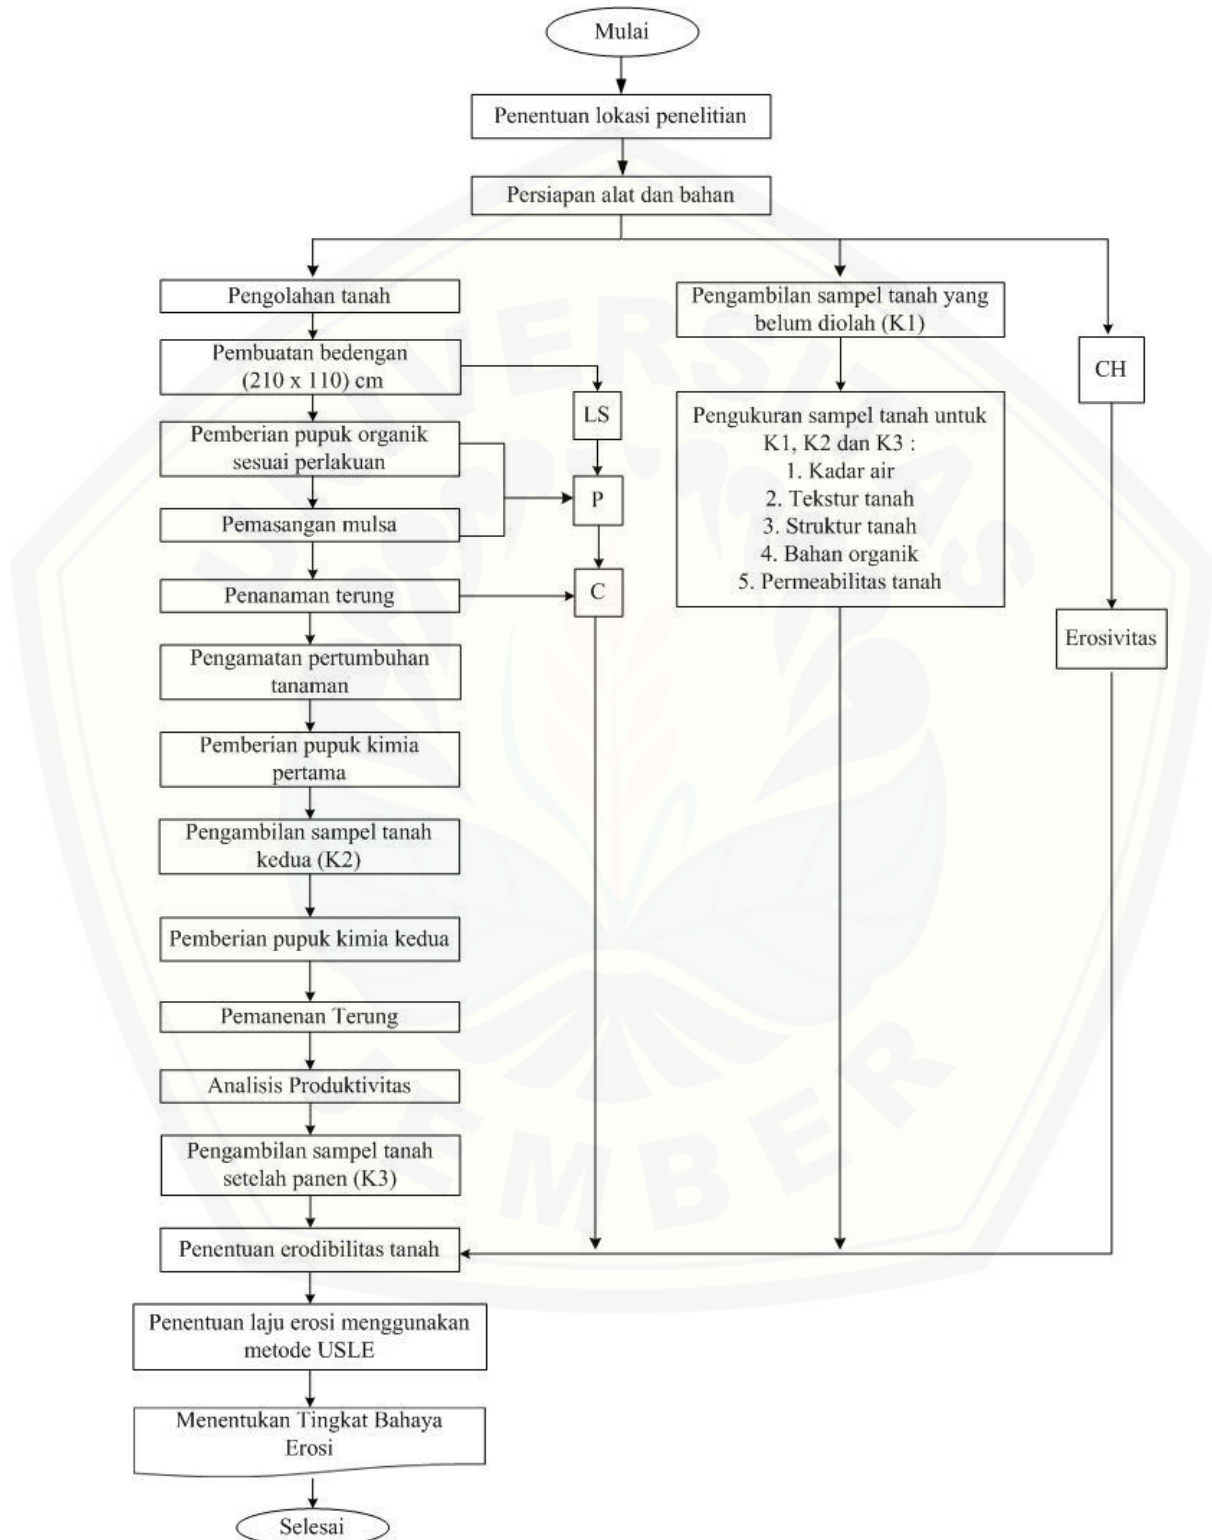 Mulai
Penentuan lokasi penelitian
Persiapan alat dan bahan
Pengolahan tanah
Pembuatan bedengan
(210 x 110) cm
Pemberian pupuk organik
sesuai perlakuan
Pemasangan mulsa
Penanaman terung
Pengamatan pertumbuhan
tanaman
Pemberian pupuk kimia
pertama
Pengambilan sampel tanah
kedua (K2)
Pemberian pupuk kimia kedua
Pemanenan Terung
Analisis Produktivitas
Pengambilan sampel tanah
setelah panen (K3)
LS
P
C
Pengambilan sampel tanah yang
belum diolah (K1)
Pengukuran sampel tanah untuk
K1, K2 dan K3 :
1. Kadar air
2. Tekstur tanah
3. Struktur tanah
4. Bahan organik
5. Permeabilitas tanah
CH
Erosivitas
Penentuan erodibilitas tanah
Penentuan laju erosi menggunakan
metode USLE
Menentukan Tingkat Bahaya
Erosi
Selesai
UNIVERSITAS
JEMBER